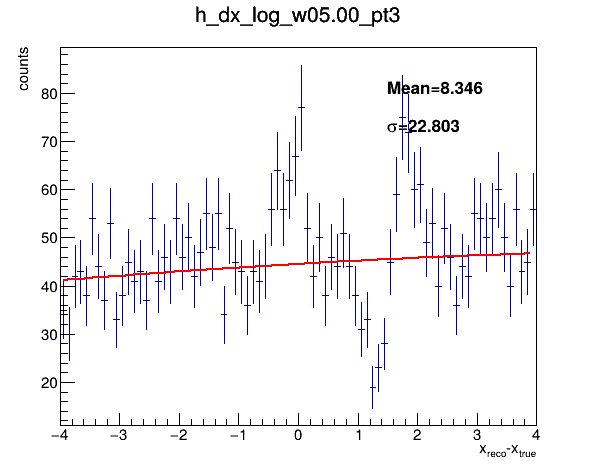 h_dx_log_w05.00_pt3
counts
Mean=8.346
σ=22.803
80
70
60
50
40
30
20
−4 −3 −2 −1 0 1 2 3 4
x_reco-x_true